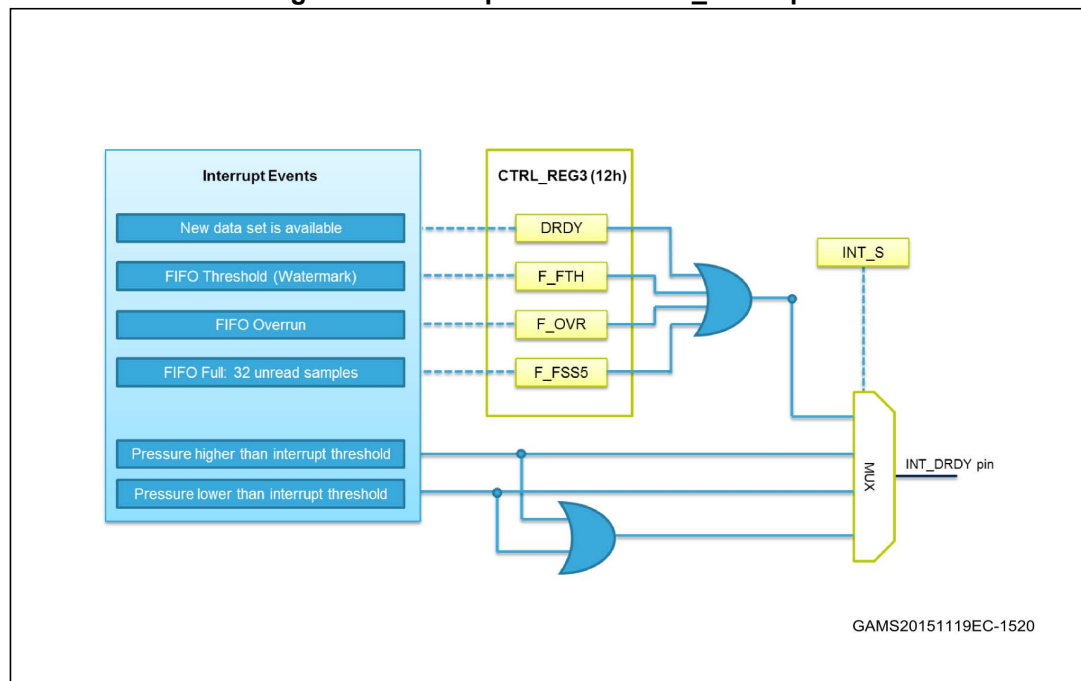 Interrupt Events
CTRL_REG3 (12h)
New data set is available
DRDY
INT_S
FIFO Threshold (Watermark)
F_FTH
FIFO Overrun
F_OVR
FIFO Full: 32 unread samples
F_FSS5
Pressure higher than interrupt threshold
MUX
INT_DRDY pin
Pressure lower than interrupt threshold
GAMS20151119EC-1520